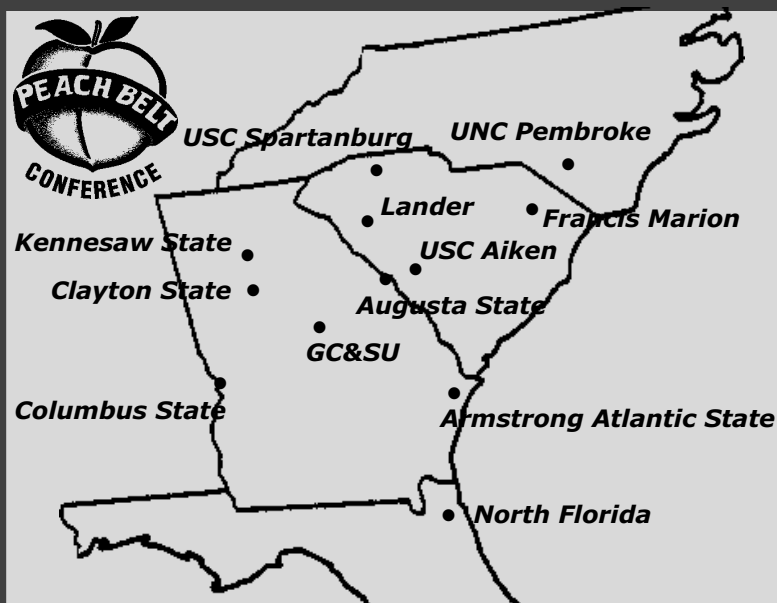 PEACH BELT
CONFERENCE
USC Spartanburg
UNC Pembroke
Lander
Francis Marion
Kennesaw State
USC Aiken
Clayton State
Augusta State
GC&SU
Columbus State
Armstrong Atlantic State
North Florida